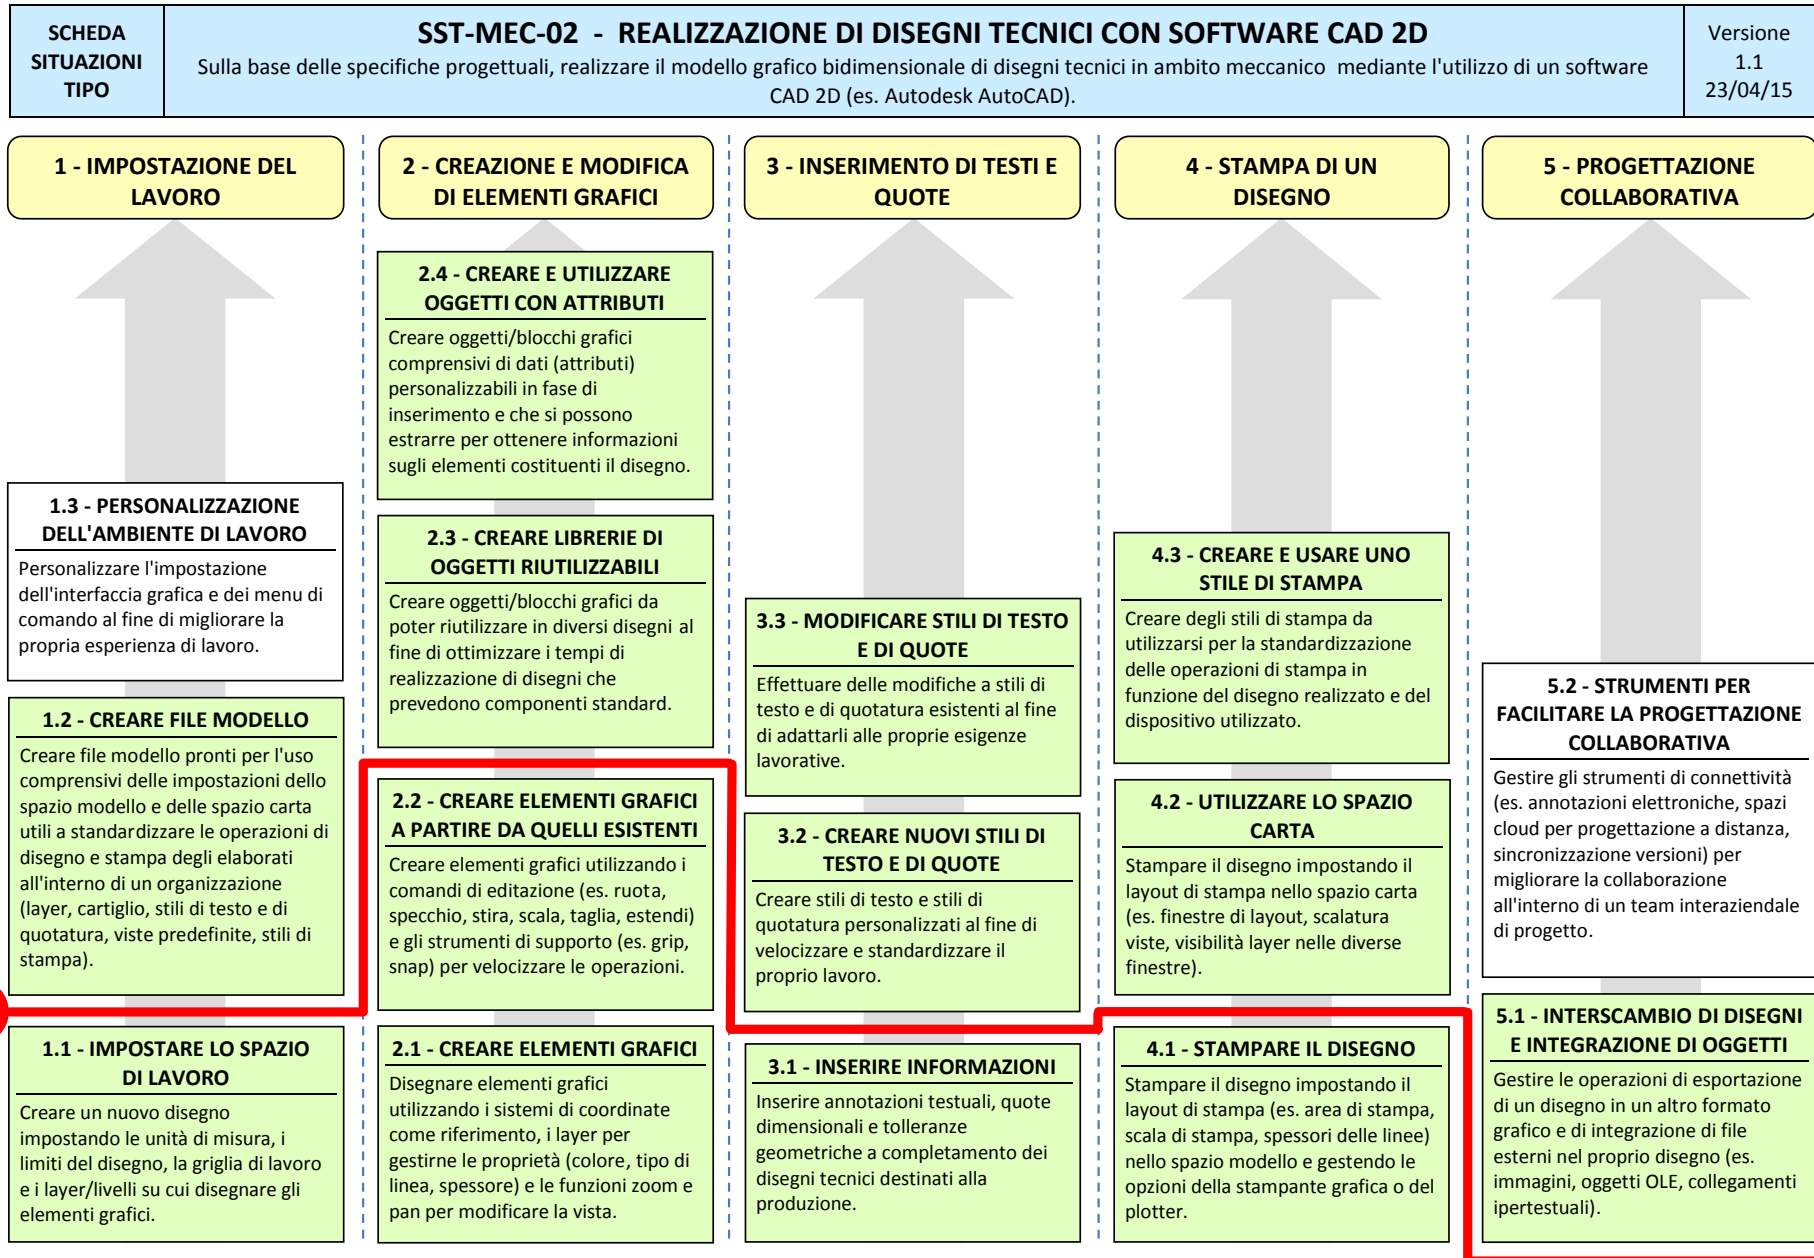 SCHEDA
SITUAZIONI
TIPO
SST-MEC-02 - REALIZZAZIONE DI DISEGNI TECNICI CON SOFTWARE CAD 2D
Sulla base delle specifiche progettuali, realizzare il modello grafico bidimensionale di disegni tecnici in ambito meccanico mediante l'utilizzo di un software
CAD 2D (es. Autodesk AutoCAD).
Versione
1.1
23/04/15
1 - IMPOSTAZIONE DEL
LAVORO
1.3 - PERSONALIZZAZIONE
DELL'AMBIENTE DI LAVORO
Personalizzare l'impostazione
dell'interfaccia grafica e dei menu di
comando al fine di migliorare la
propria esperienza di lavoro.
1.2 - CREARE FILE MODELLO
Creare file modello pronti per l'uso
comprensivi delle impostazioni dello
spazio modello e delle spazio carta
utili a standardizzare le operazioni di
disegno e stampa degli elaborati
all'interno di un organizzazione
(layer, cartiglio, stili di testo e di
quotatura, viste predefinite, stili di
stampa).
1.1 - IMPOSTARE LO SPAZIO
DI LAVORO
Creare un nuovo disegno
impostando le unità di misura, i
limiti del disegno, la griglia di lavoro
e i layer/livelli su cui disegnare gli
elementi grafici.
2 - CREAZIONE E MODIFICA
DI ELEMENTI GRAFICI
2.4 - CREARE E UTILIZZARE
OGGETTI CON ATTRIBUTI
Creare oggetti/blocchi grafici
comprensivi di dati (attributi)
personalizzabili in fase di
inserimento e che si possono
estrarre per ottenere informazioni
sugli elementi costituenti il disegno.
2.3 - CREARE LIBRERIE DI
OGGETTI RIUTILIZZABILI
Creare oggetti/blocchi grafici da
poter riutilizzare in diversi disegni al
fine di ottimizzare i tempi di
realizzazione di disegni che
prevedono componenti standard.
2.2 - CREARE ELEMENTI GRAFICI
A PARTIRE DA QUELLI ESISTENTI
Creare elementi grafici utilizzando i
comandi di editazione (es. ruota,
specchio, stira, scala, taglia, estendi)
e gli strumenti di supporto (es. grip,
snap) per velocizzare le operazioni.
2.1 - CREARE ELEMENTI GRAFICI
Disegnare elementi grafici
utilizzando i sistemi di coordinate
come riferimento, i layer per
gestirne le proprietà (colore, tipo di
linea, spessore) e le funzioni zoom e
pan per modificare la vista.
3 - INSERIMENTO DI TESTI E
QUOTE
3.3 - MODIFICARE STILI DI TESTO
E DI QUOTE
Effettuare delle modifiche a stili di
testo e di quotatura esistenti al fine
di adattarli alle proprie esigenze
lavorative.
3.2 - CREARE NUOVI STILI DI
TESTO E DI QUOTE
Creare stili di testo e stili di
quotatura personalizzati al fine di
velocizzare e standardizzare il
proprio lavoro.
3.1 - INSERIRE INFORMAZIONI
Inserire annotazioni testuali, quote
dimensionali e tolleranze
geometriche a completamento dei
disegni tecnici destinati alla
produzione.
4 - STAMPA DI UN
DISEGNO
4.3 - CREARE E USARE UNO
STILE DI STAMPA
Creare degli stili di stampa da
utilizzarsi per la standardizzazione
delle operazioni di stampa in
funzione del disegno realizzato e del
dispositivo utilizzato.
4.2 - UTILIZZARE LO SPAZIO
CARTA
Stampare il disegno impostando il
layout di stampa nello spazio carta
(es. finestre di layout, scalatura
viste, visibilità layer nelle diverse
finestre).
4.1 - STAMPARE IL DISEGNO
Stampare il disegno impostando il
layout di stampa (es. area di stampa,
scala di stampa, spessori delle linee)
nello spazio modello e gestendo le
opzioni della stampante grafica o del
plotter.
5 - PROGETTAZIONE
COLLABORATIVA
5.2 - STRUMENTI PER
FACILITARE LA PROGETTAZIONE
COLLABORATIVA
Gestire gli strumenti di connettività
(es. annotazioni elettroniche, spazi
cloud per progettazione a distanza,
sincronizzazione versioni) per
migliorare la collaborazione
all'interno di un team interaziendale
di progetto.
5.1 - INTERSCAMBIO DI DISEGNI
E INTEGRAZIONE DI OGGETTI
Gestire le operazioni di esportazione
di un disegno in un altro formato
grafico e di integrazione di file
esterni nel proprio disegno (es.
immagini, oggetti OLE, collegamenti
ipertestuali).